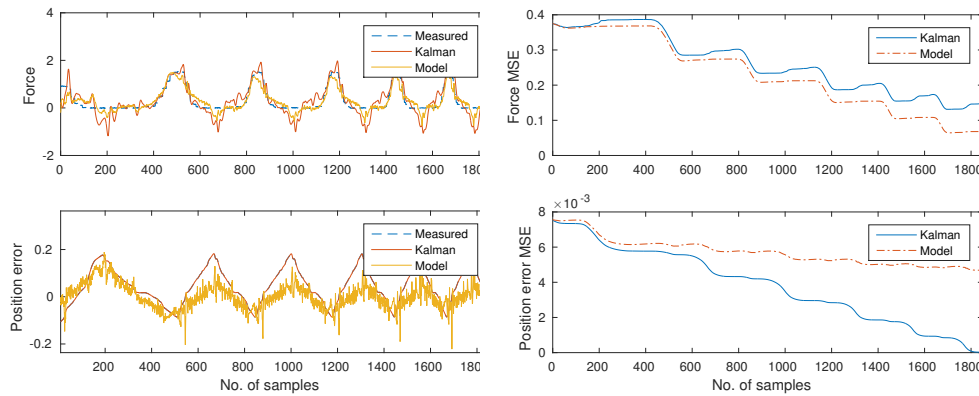 4
2
0
-2
Force
Measured
Kalman
Model
200 400 600 800 1000 1200 1400 1600 1800
0.4
0.3
0.2
0.1
0
Force MSE
Kalman
Model
0 200 400 600 800 1000 1200 1400 1600 1800
0.2
0
-0.2
Position error
Measured
Kalman
Model
200 400 600 800 1000 1200 1400 1600 1800
No. of samples
×10⁻³
8
6
4
2
0
Position error MSE
Kalman
Model
0 200 400 600 800 1000 1200 1400 1600 1800
No. of samples